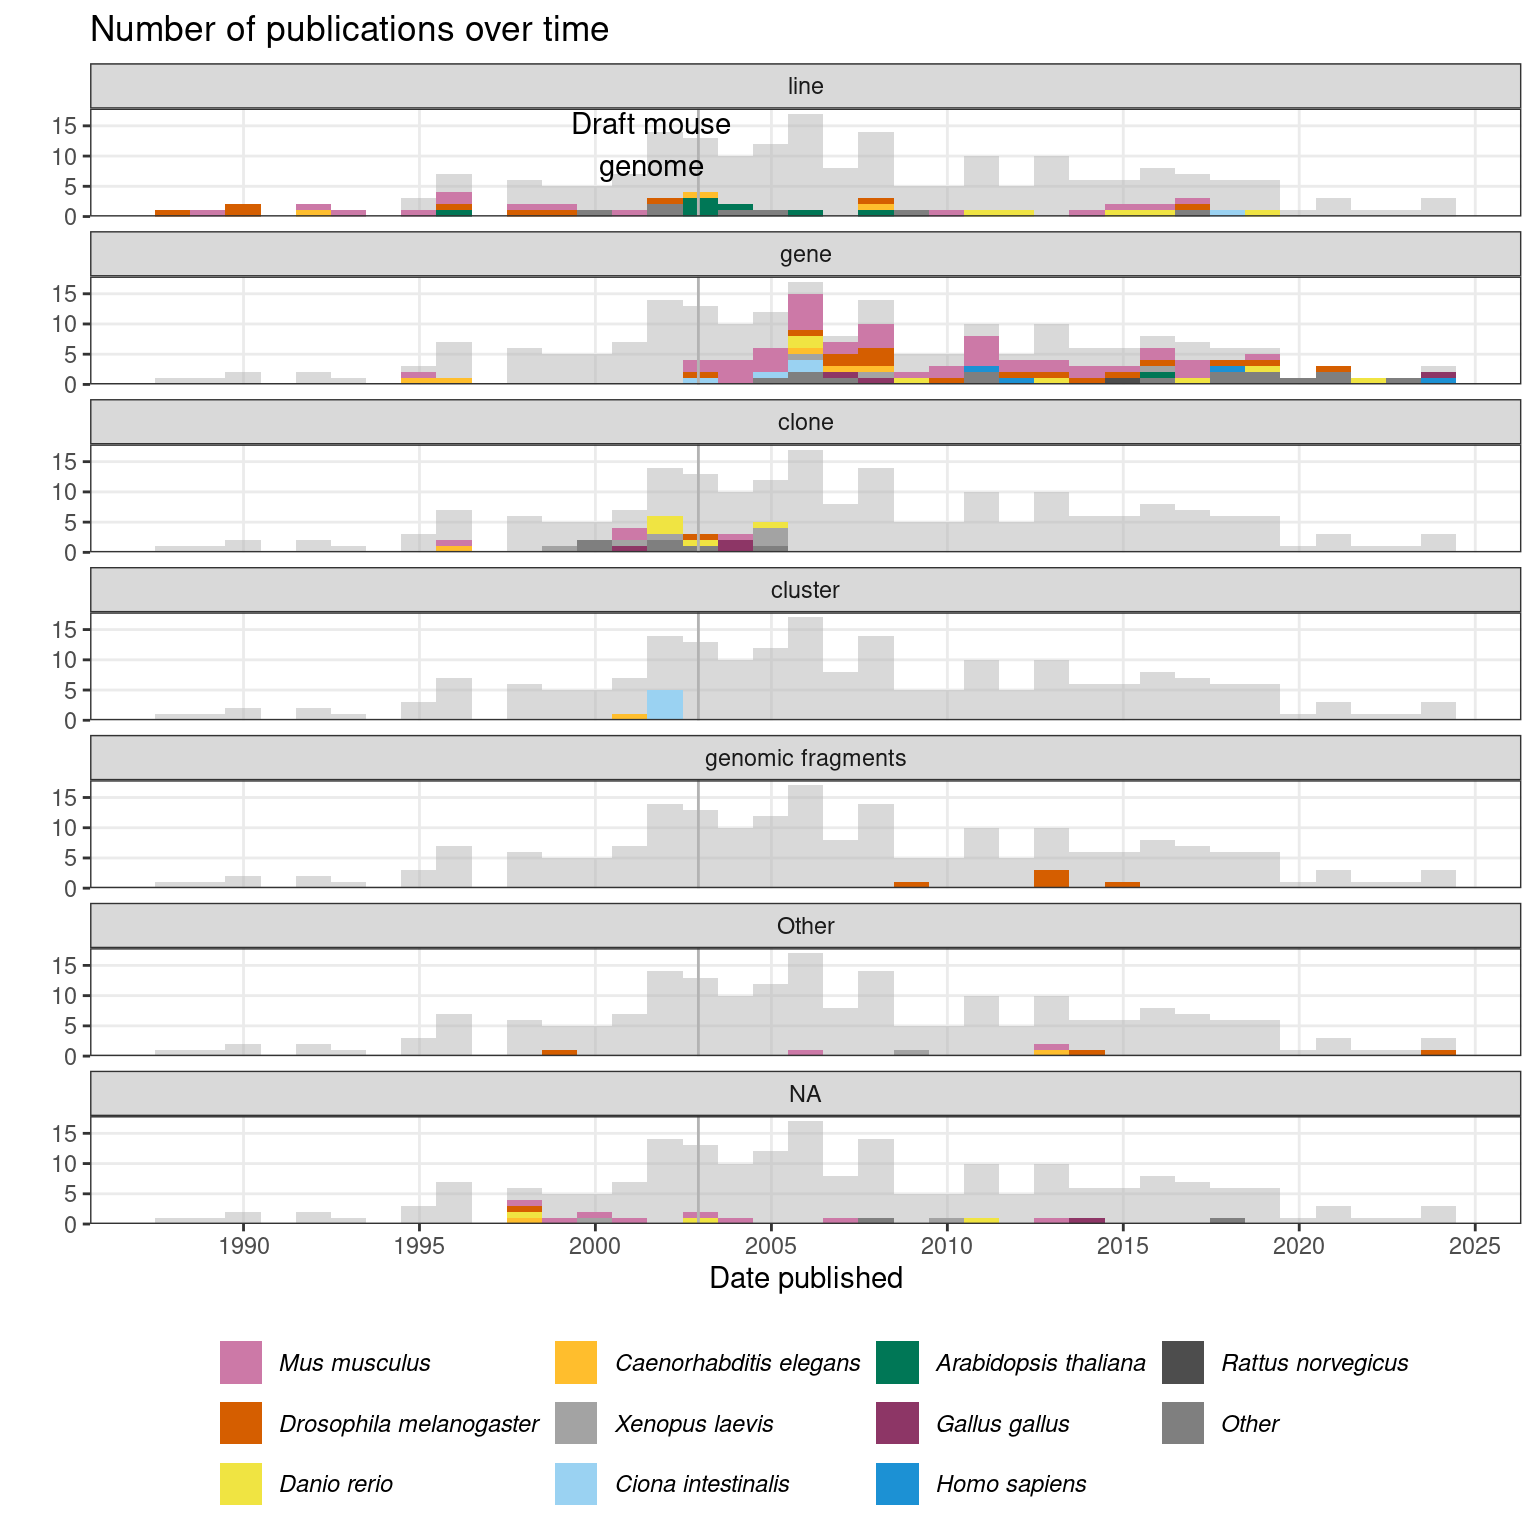 Number of publications over time
line
Draft mouse
genome
15
10
5
0
gene
15
10
5
0
clone
15
10
5
0
cluster
15
10
5
0
genomic fragments
15
10
5
0
Other
15
10
5
0
NA
15
10
5
0
1990 1995 2000 2005 2010 2015 2020 2025
Date published
Mus musculus Caenorhabditis elegans Arabidopsis thaliana Rattus norvegicus
Drosophila melanogaster Xenopus laevis Gallus gallus Other
Danio rerio Ciona intestinalis Homo sapiens